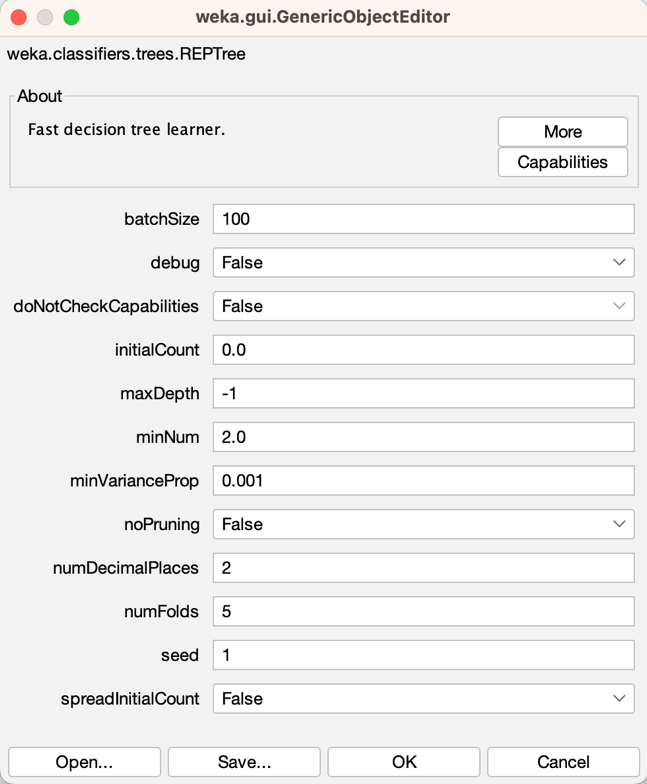 weka.gui.GenericObjectEditor
weka.classifiers.trees.REPTree
About
Fast decision tree learner.
More
Capabilities
batchSize 100
debug False
doNotCheckCapabilities False
initialCount 0.0
maxDepth -1
minNum 2.0
minVarianceProp 0.001
noPruning False
numDecimalPlaces 2
numFolds 5
seed 1
spreadInitialCount False
Open... Save... OK Cancel